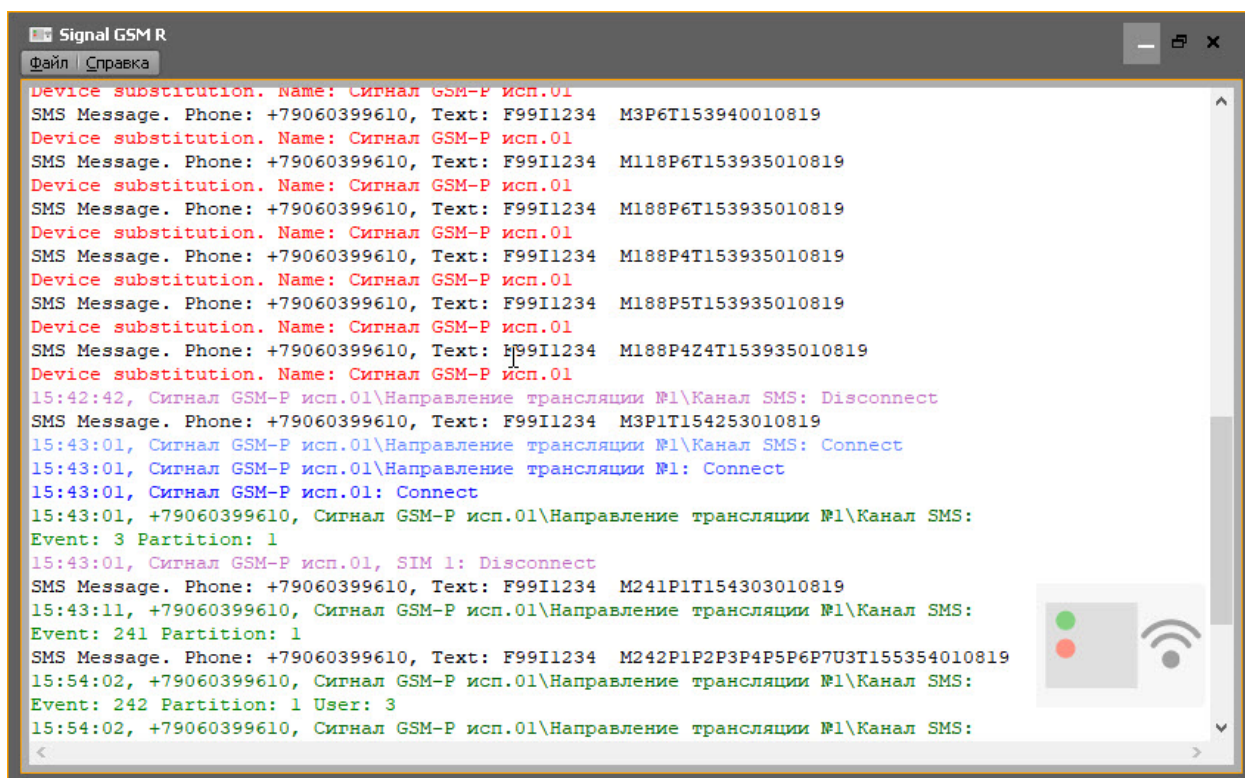 Signal GSM R
Файл Справка
Device substitution. Name: Сигнал GSM-P исп.01
SMS Message. Phone: +79060399610, Text: F99I1234 M3P6T153940010819
Device substitution. Name: Сигнал GSM-P исп.01
SMS Message. Phone: +79060399610, Text: F99I1234 M118P6T153935010819
Device substitution. Name: Сигнал GSM-P исп.01
SMS Message. Phone: +79060399610, Text: F99I1234 M188P6T153935010819
Device substitution. Name: Сигнал GSM-P исп.01
SMS Message. Phone: +79060399610, Text: F99I1234 M188P4T153935010819
Device substitution. Name: Сигнал GSM-P исп.01
SMS Message. Phone: +79060399610, Text: F99I1234 M188P5T153935010819
Device substitution. Name: Сигнал GSM-P исп.01
SMS Message. Phone: +79060399610, Text: F99I1234 M188P4Z4T153935010819
Device substitution. Name: Сигнал GSM-P исп.01
15:42:42, Сигнал GSM-P исп.01\Направление трансляции №1\Канал SMS: Disconnect
SMS Message. Phone: +79060399610, Text: F99I1234 M3P1T154253010819
15:43:01, Сигнал GSM-P исп.01\Направление трансляции №1\Канал SMS: Connect
15:43:01, Сигнал GSM-P исп.01\Направление трансляции №1: Connect
15:43:01, Сигнал GSM-P исп.01: Connect
15:43:01, +79060399610, Сигнал GSM-P исп.01\Направление трансляции №1\Канал SMS:
Event: 3 Partition: 1
15:43:01, Сигнал GSM-P исп.01, SIM 1: Disconnect
SMS Message. Phone: +79060399610, Text: F99I1234 M241P1T154303010819
15:43:11, +79060399610, Сигнал GSM-P исп.01\Направление трансляции №1\Канал SMS:
Event: 241 Partition: 1
SMS Message. Phone: +79060399610, Text: F99I1234 M242P1P2P3P4P5P6P7U3T155354010819
15:54:02, +79060399610, Сигнал GSM-P исп.01\Направление трансляции №1\Канал SMS:
Event: 242 Partition: 1 User: 3
15:54:02, +79060399610, Сигнал GSM-P исп.01\Направление трансляции №1\Канал SMS: